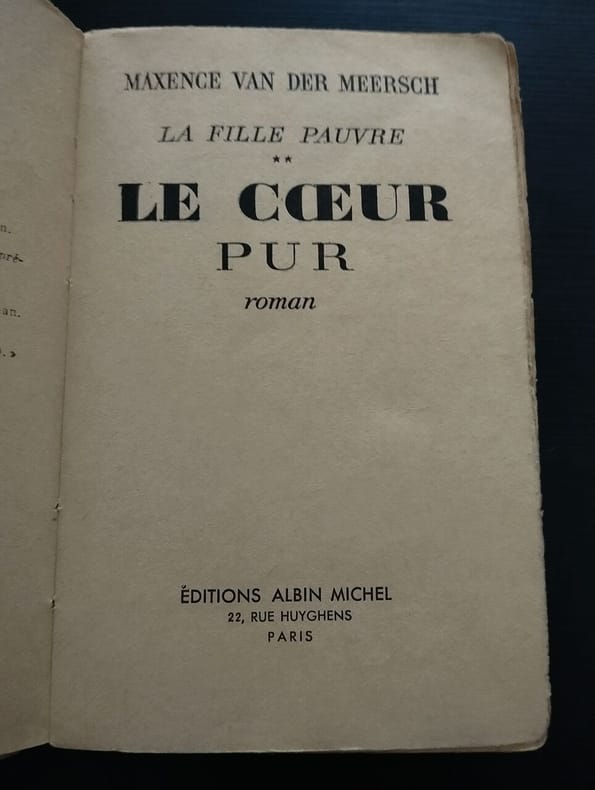 MAXENCE VAN DER MEERSCH
LA FILLE PAUVRE
**
LE CŒUR
PUR
roman
ÉDITIONS ALBIN MICHEL
22, RUE HUYGHENS
PARIS